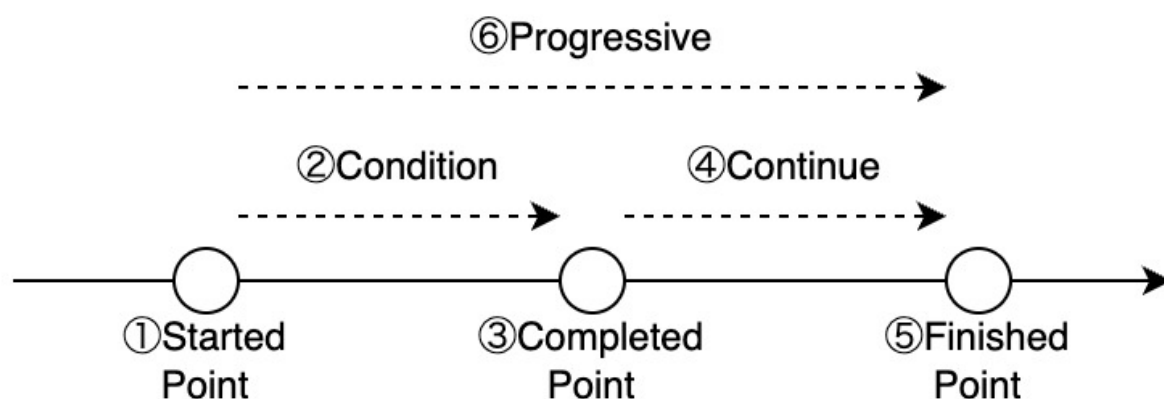 ⑥Progressive
②Condition
④Continue
①Started
Point
③Completed
Point
⑤Finished
Point